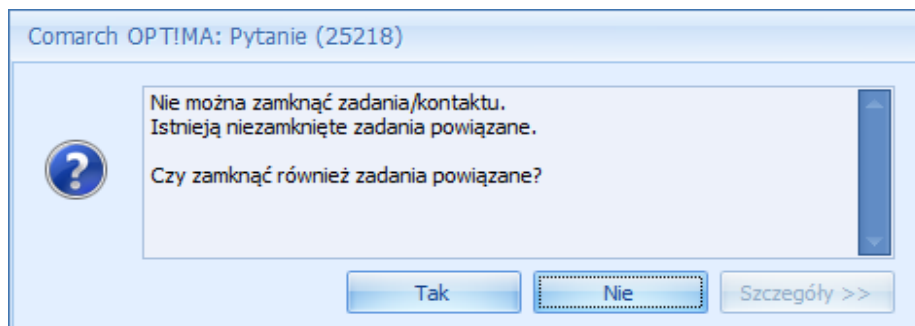 Comarch OPT!MA: Pytanie (25218)
Nie można zamknąć zadania/kontaktu.
Istnieją niezamknięte zadania powiązane.
Czy zamknąć również zadania powiązane?
Tak
Nie
Szczegóły >>